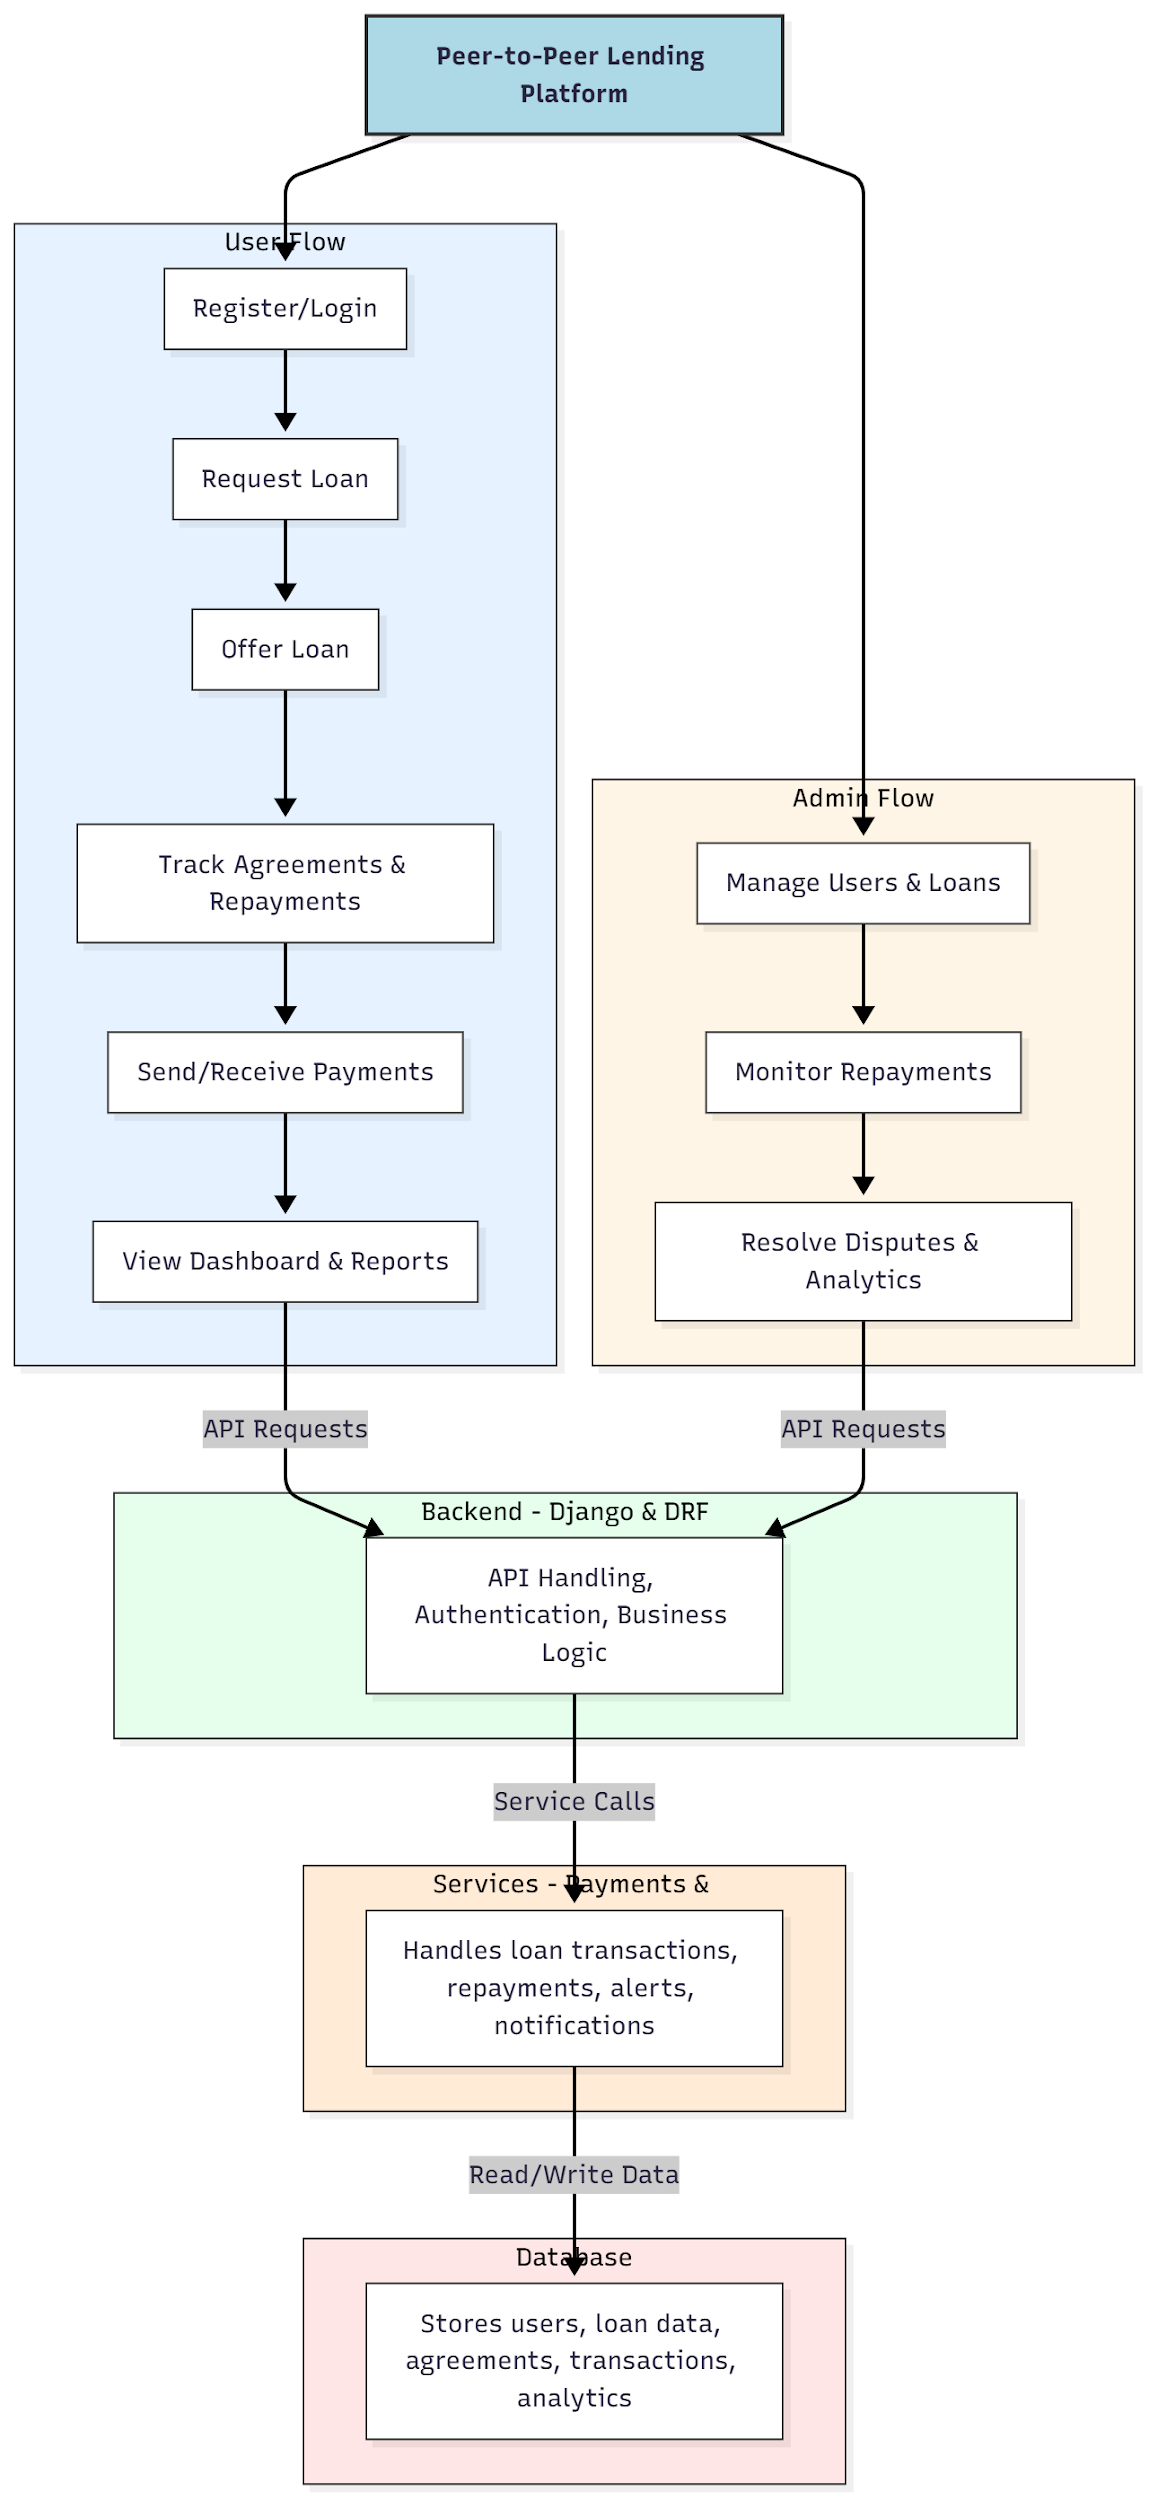 Peer-to-Peer Lending
Platform
User Flow
Register/Login
Request Loan
Offer Loan
Track Agreements &
Repayments
Send/Receive Payments
View Dashboard & Reports
Admin Flow
Manage Users & Loans
Monitor Repayments
Resolve Disputes &
Analytics
API Requests
API Requests
Backend - Django & DRF
API Handling,
Authentication, Business
Logic
Service Calls
Services - Payments &
Handles loan transactions,
repayments, alerts,
notifications
Read/Write Data
Database
Stores users, loan data,
agreements, transactions,
analytics